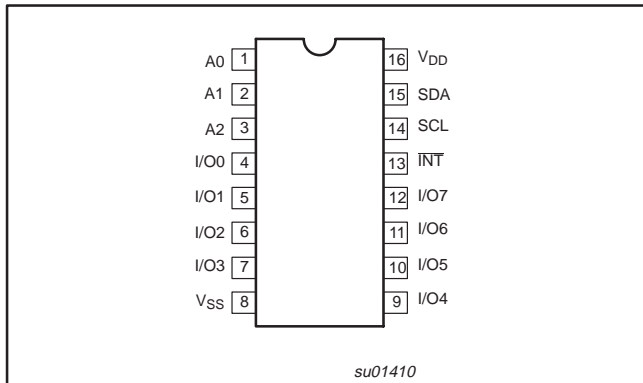 A0 1 16 VDD
A1 2 15 SDA
A2 3 14 SCL
I/O0 4 13 I̅N̅T̅
I/O1 5 12 I/O7
I/O2 6 11 I/O6
I/O3 7 10 I/O5
VSS 8 9 I/O4
su01410